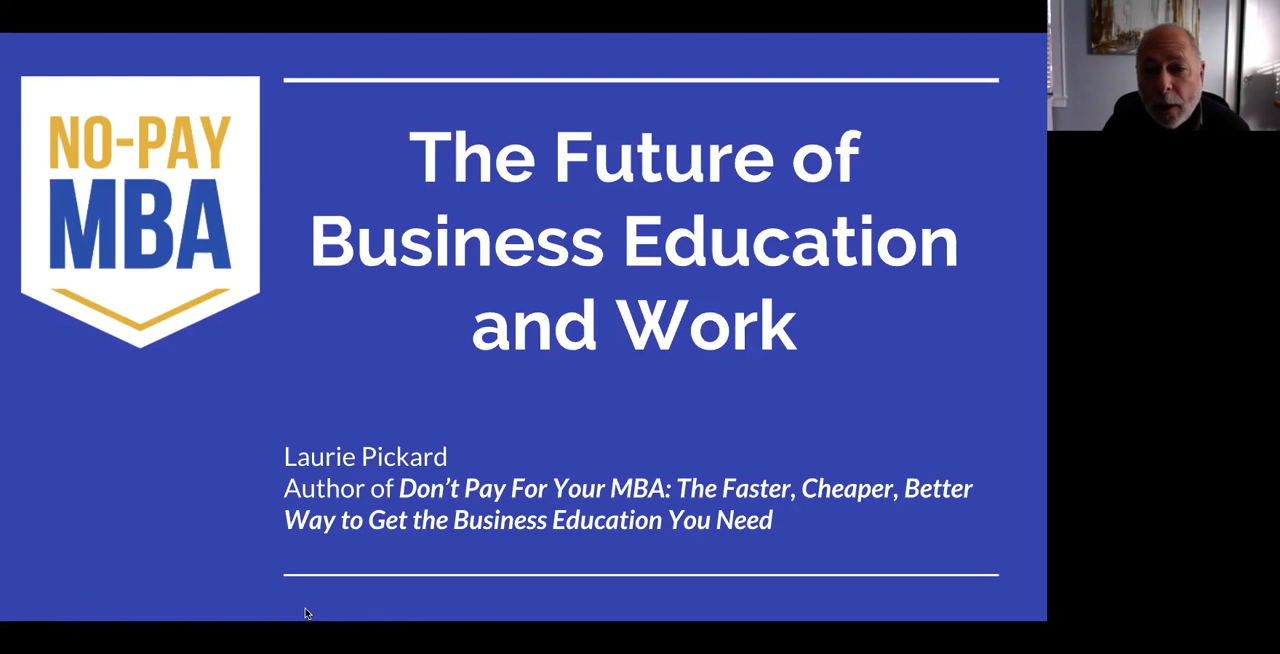 NO-PAY
MBA
The Future of
Business Education
and Work
Laurie Pickard
Author of Don’t Pay For Your MBA: The Faster, Cheaper, Better
Way to Get the Business Education You Need